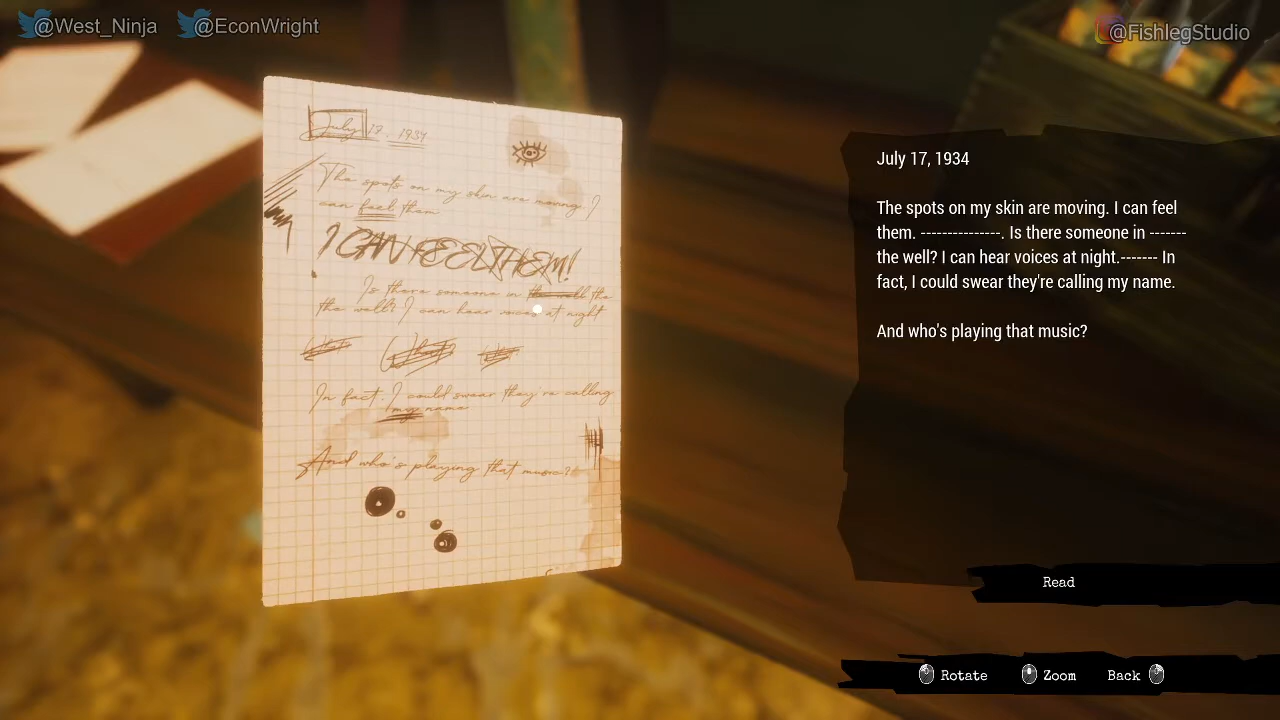 @West_Ninja @EconWright
@FishlegStudio
July 17, 1934
The spots on my skin are moving. I
can feel them
I CAN FEEL THEM!
Is there someone in the well the
the well? I can hear voices at night
In fact, I could swear they're calling
my name
And who's playing that music?
July 17, 1934
The spots on my skin are moving. I can feel
them. ---------------. Is there someone in -------
the well? I can hear voices at night.------- In
fact, I could swear they're calling my name.
And who's playing that music?
Read
Rotate Zoom Back